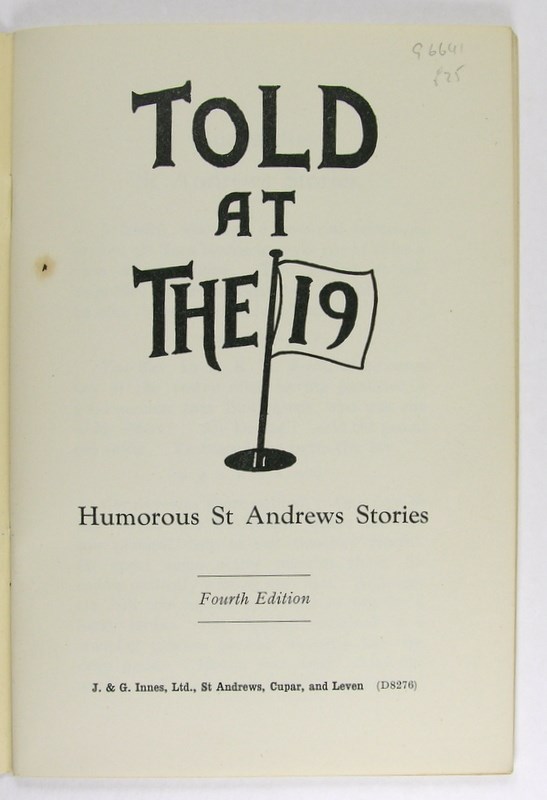 G6641
£25
TOLD
AT
THE 19
Humorous St Andrews Stories
Fourth Edition
J. & G. Innes, Ltd., St Andrews, Cupar, and Leven (D8276)